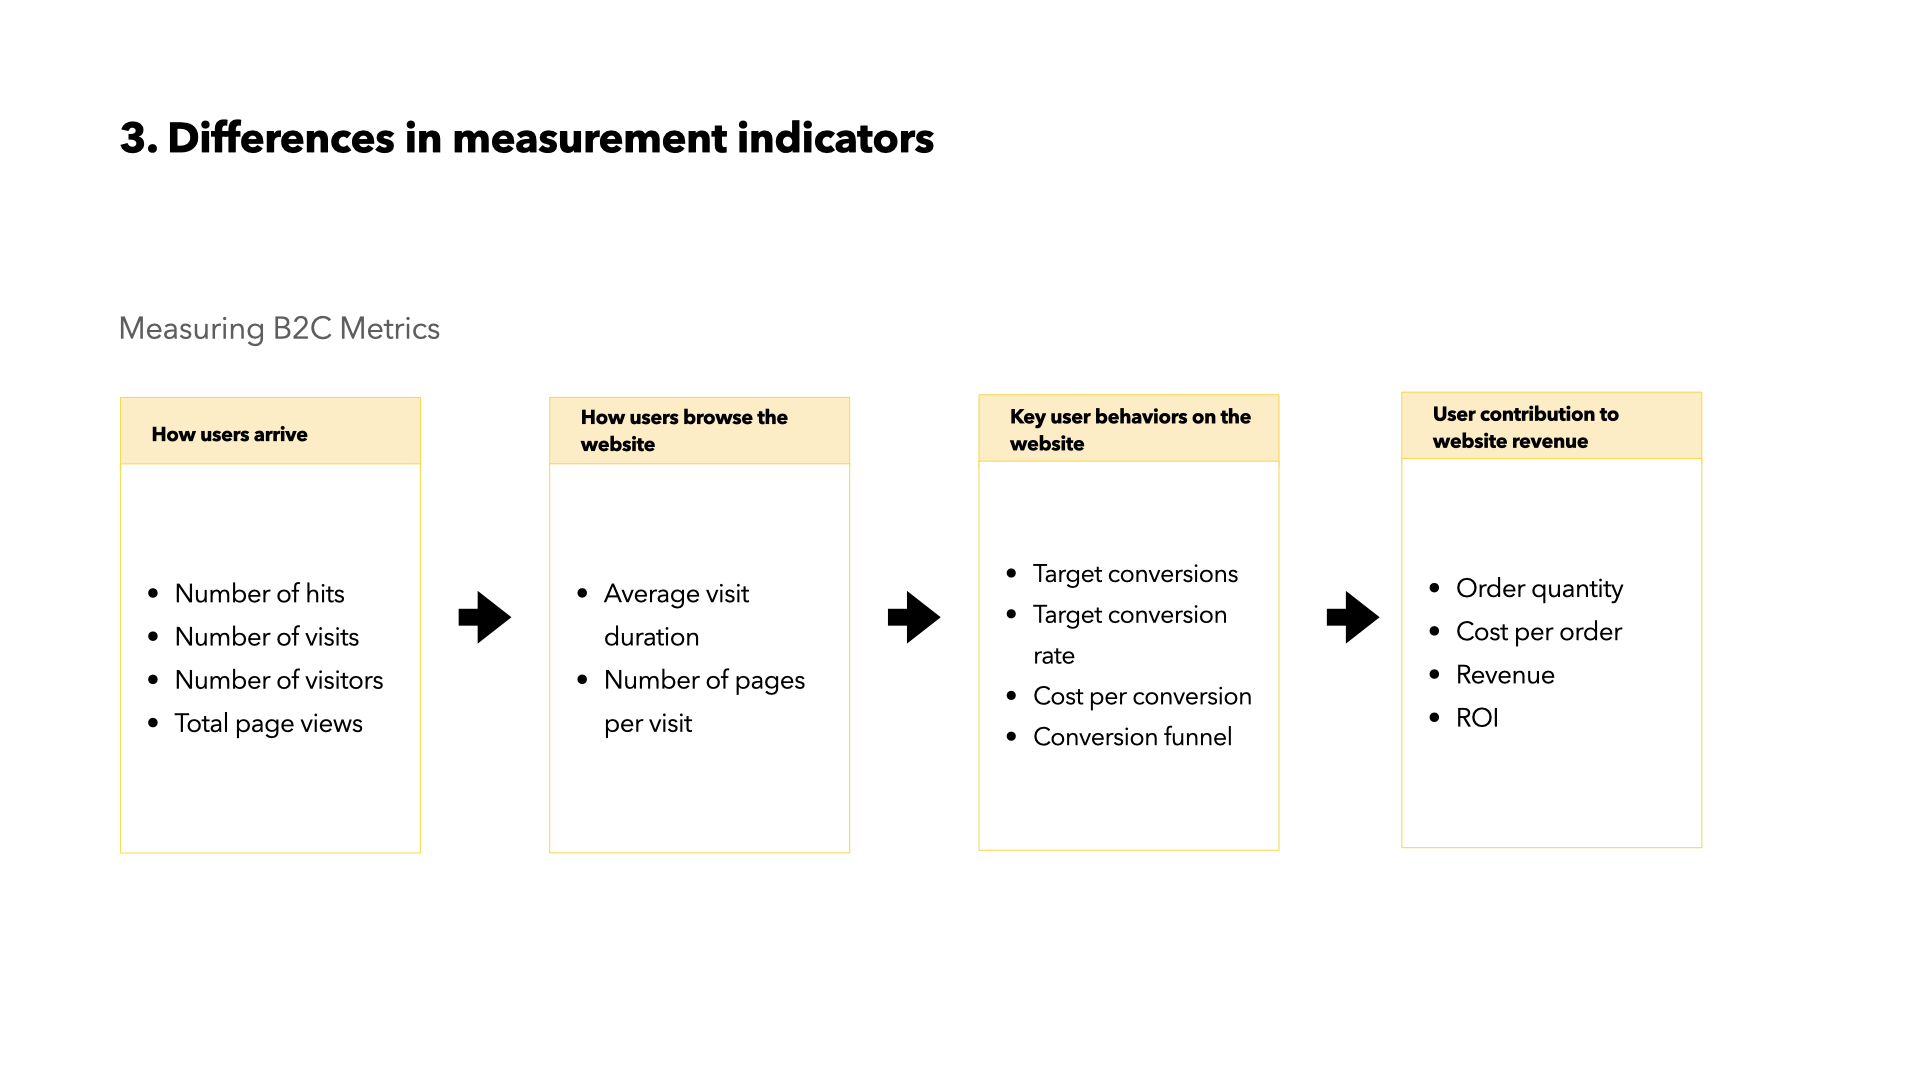 3. Differences in measurement indicators
Measuring B2C Metrics
How users arrive
• Number of hits
• Number of visits
• Number of visitors
• Total page views
How users browse the
website
• Average visit
duration
• Number of pages
per visit
Key user behaviors on the
website
• Target conversions
• Target conversion
rate
• Cost per conversion
• Conversion funnel
User contribution to
website revenue
• Order quantity
• Cost per order
• Revenue
• ROI